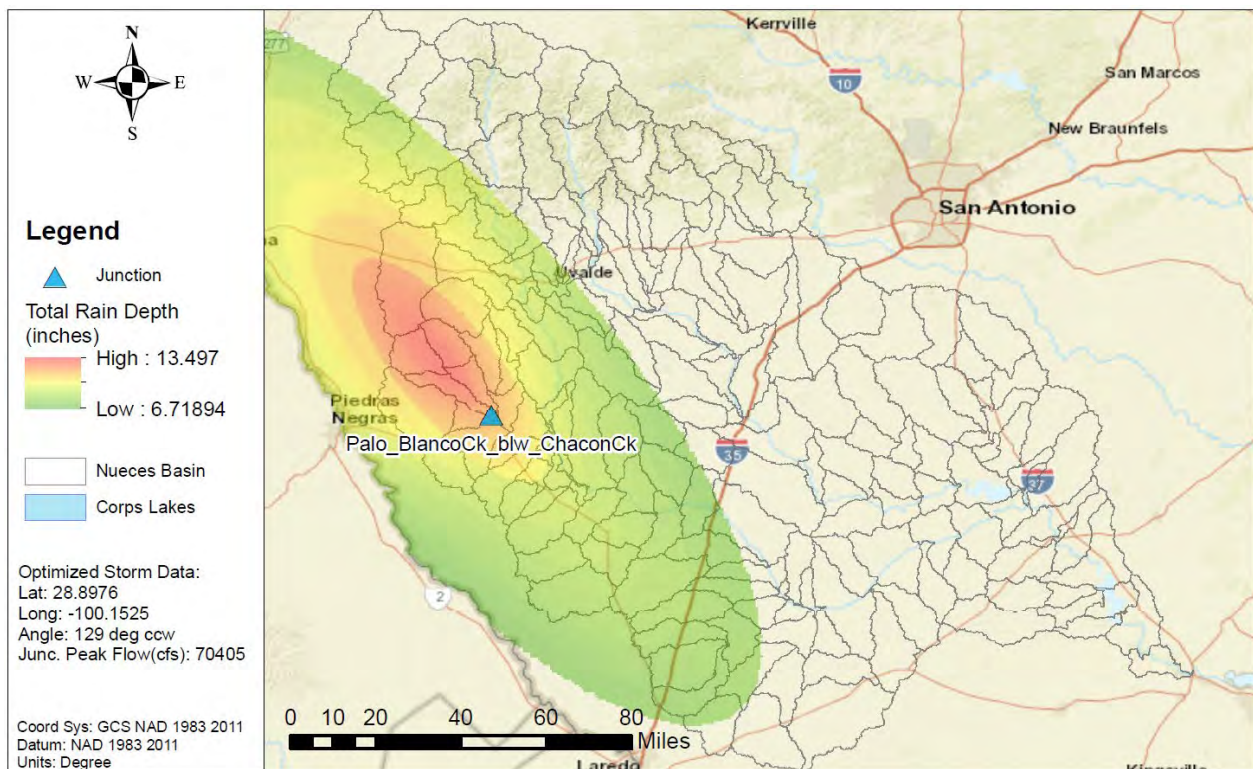 N
W E
S
Legend
Junction
Total Rain Depth
(inches)
High : 13.497
Low : 6.71894
Nueces Basin
Corps Lakes
Optimized Storm Data:
Lat: 28.8976
Long: -100.1525
Angle: 129 deg ccw
Junc. Peak Flow(cfs): 70405
Coord Sys: GCS NAD 1983 2011
Datum: NAD 1983 2011
Units: Degree
277
Kerrville
10
San Marcos
New Braunfels
San Antonio
Uvalde
Piedras
Negras
Palo_BlancoCk_blw_ChaconCk
35
37
2
0 10 20 40 60 80
Miles
Laredo